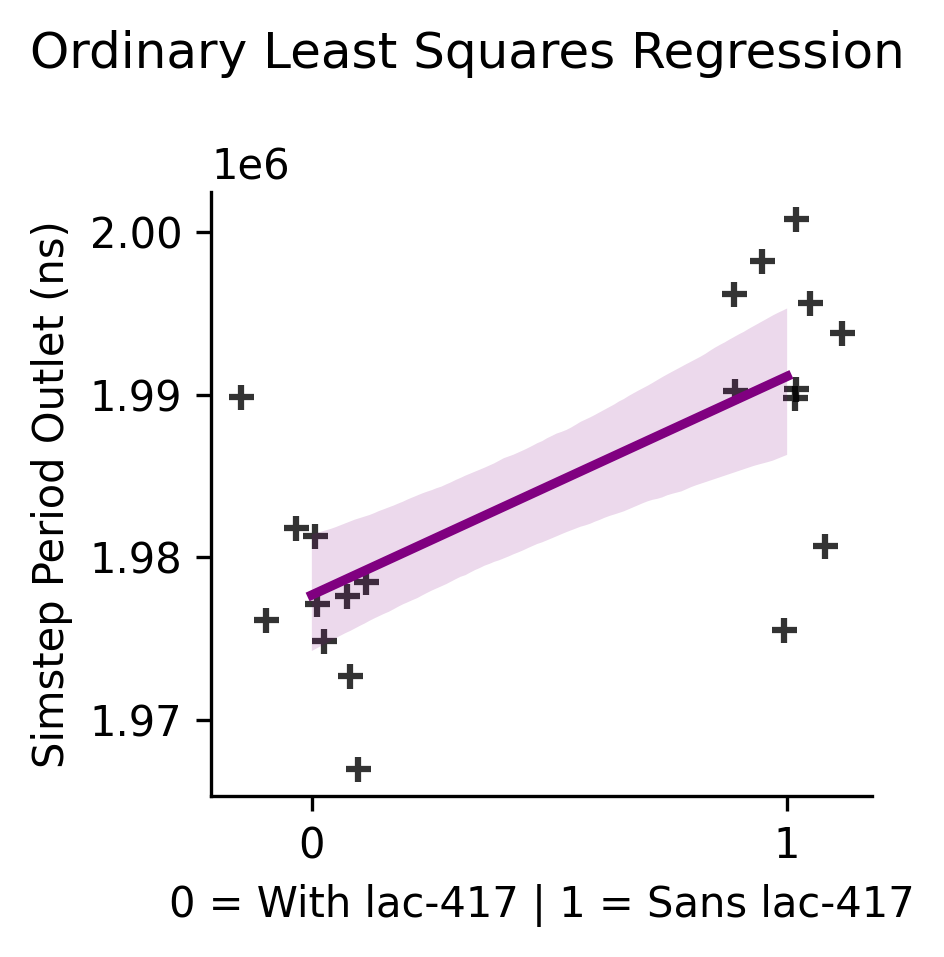 Ordinary Least Squares Regression
1e6
2.00
1.99
1.98
1.97
Simstep Period Outlet (ns)
0 1
0 = With lac-417 | 1 = Sans lac-417